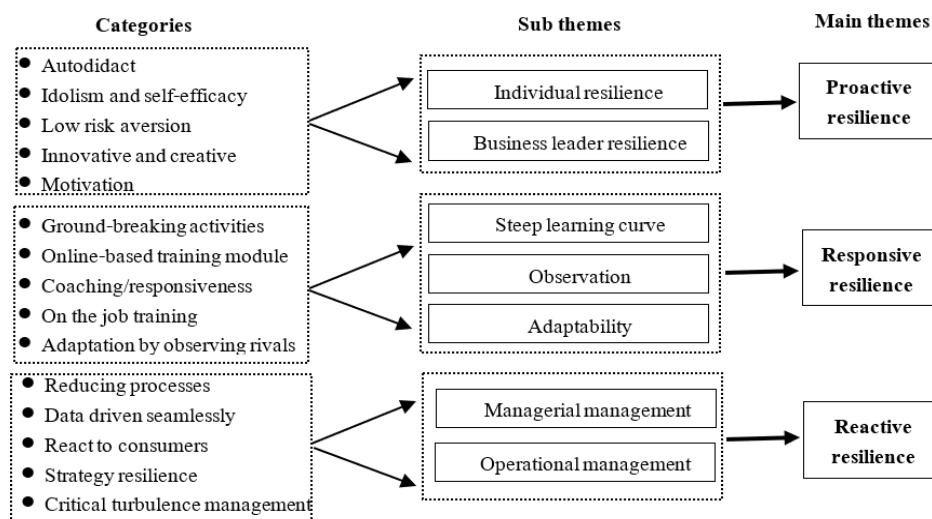 Categories
Sub themes
Main themes
Autodidact
Idolism and self-efficacy
Low risk aversion
Innovative and creative
Motivation
Individual resilience
Business leader resilience
Proactive
resilience
Ground-breaking activities
Online-based training module
Coaching/responsiveness
On the job training
Adaptation by observing rivals
Steep learning curve
Observation
Adaptability
Responsive
resilience
Reducing processes
Data driven seamlessly
React to consumers
Strategy resilience
Critical turbulence management
Managerial management
Operational management
Reactive
resilience